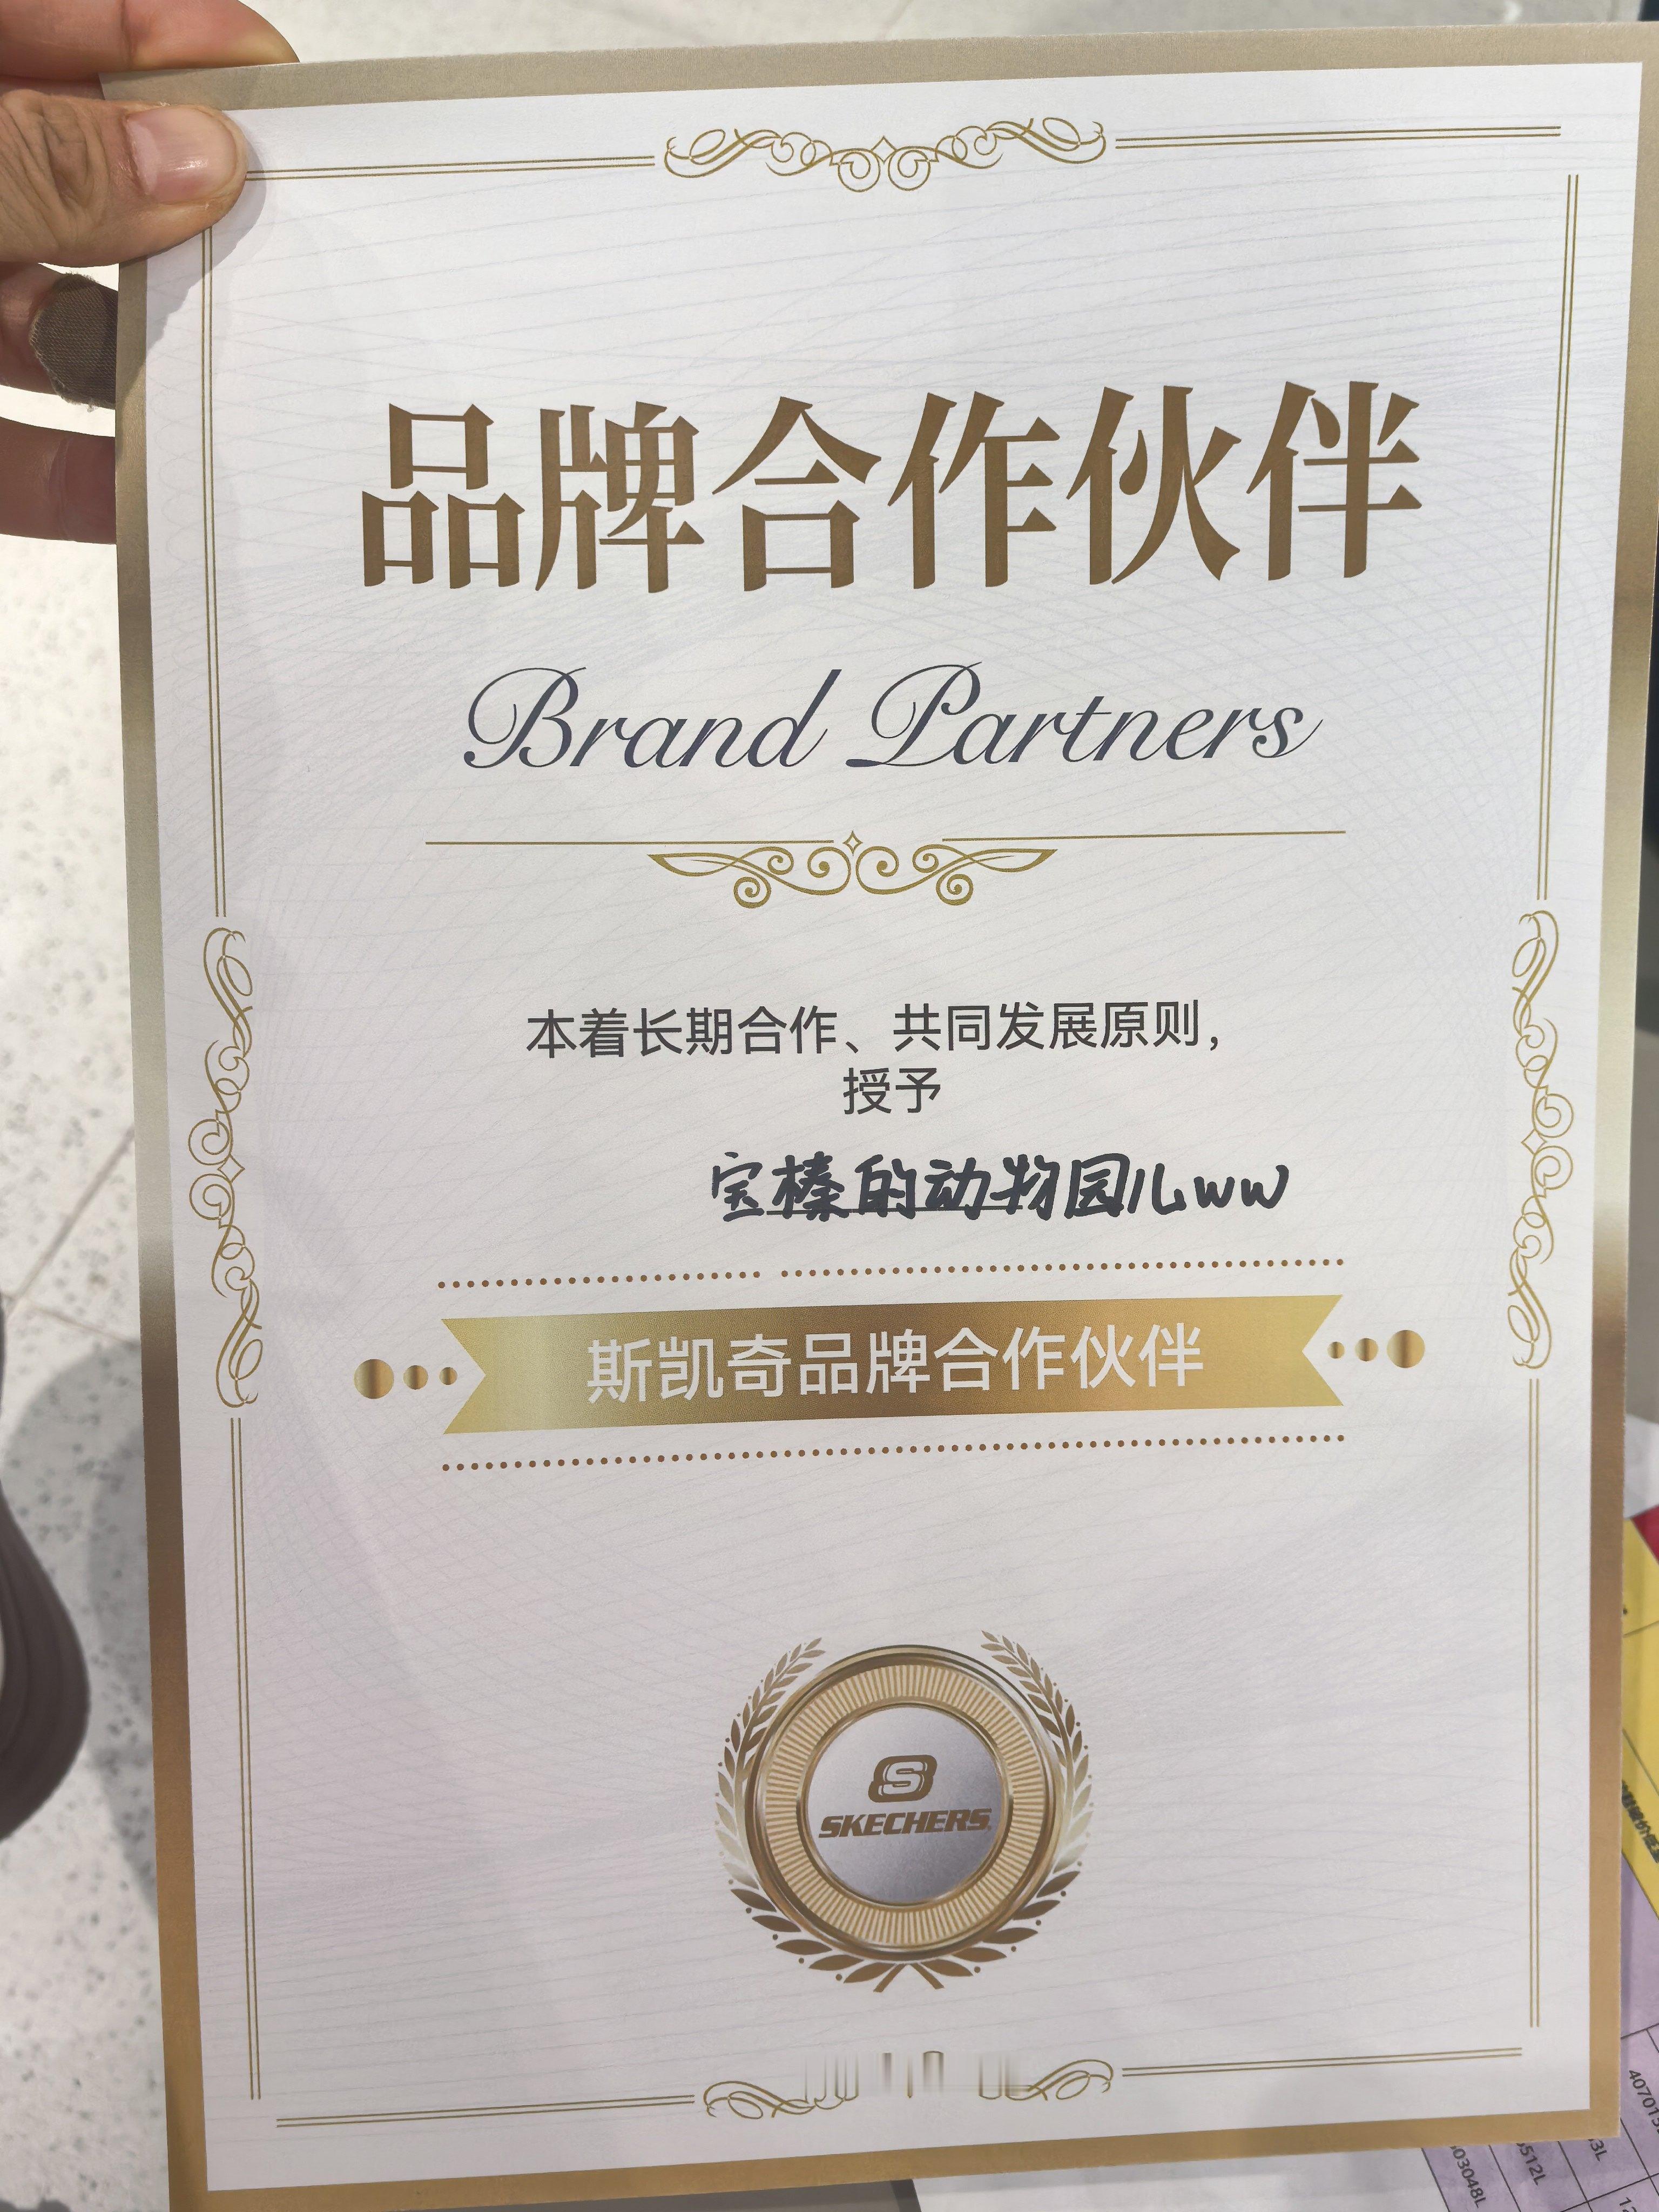 品牌合作伙伴
Brand Partners
本着长期合作、共同发展原则，
授予
宝榛的动物园儿ww
斯凯奇品牌合作伙伴
S
SKECHERS